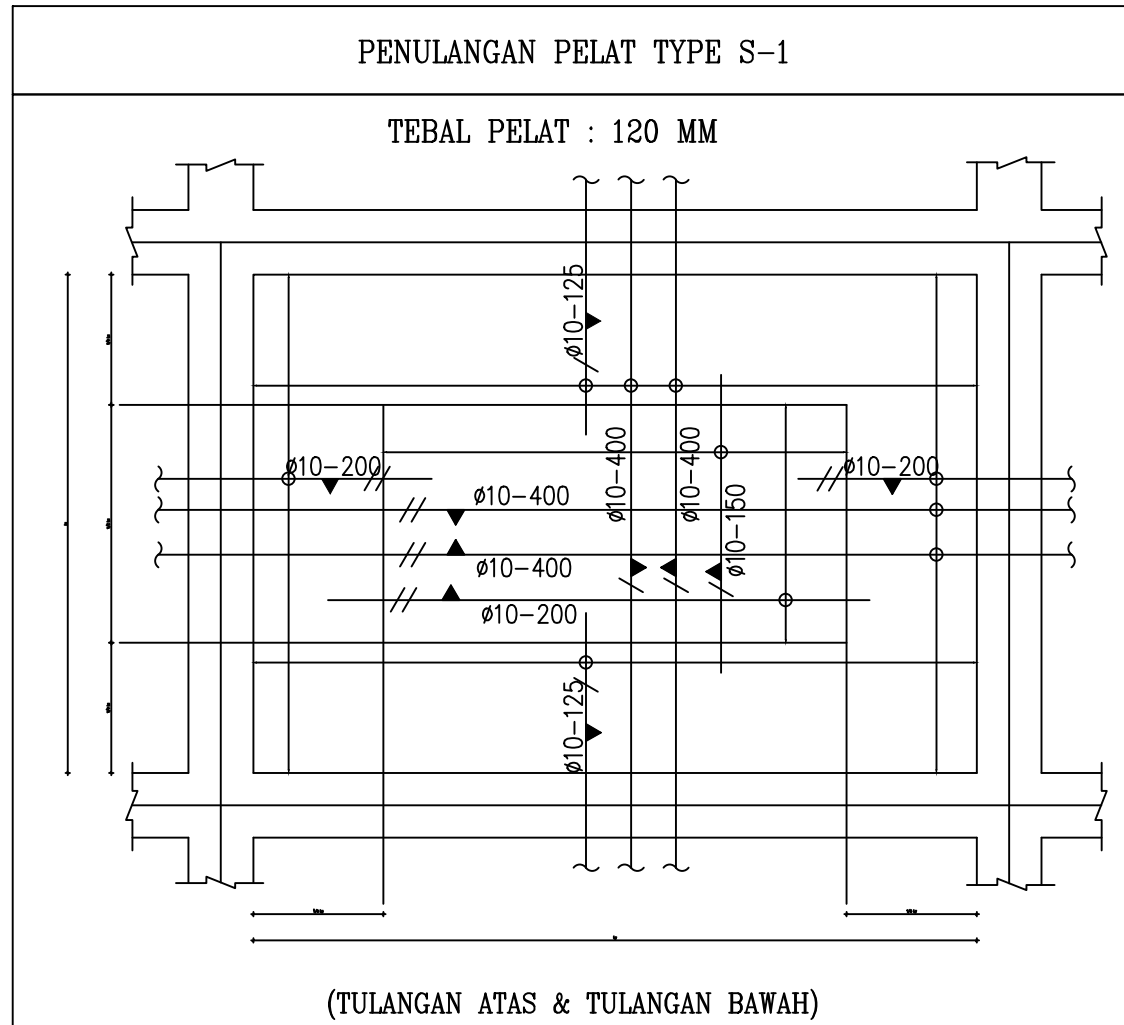 PENULANGAN PELAT TYPE S-1
TEBAL PELAT : 120 MM
ø10-125
ø10-200
ø10-400
ø10-400
ø10-400
ø10-200
ø10-150
ø10-400
ø10-200
ø10-125
(TULANGAN ATAS & TULANGAN BAWAH)